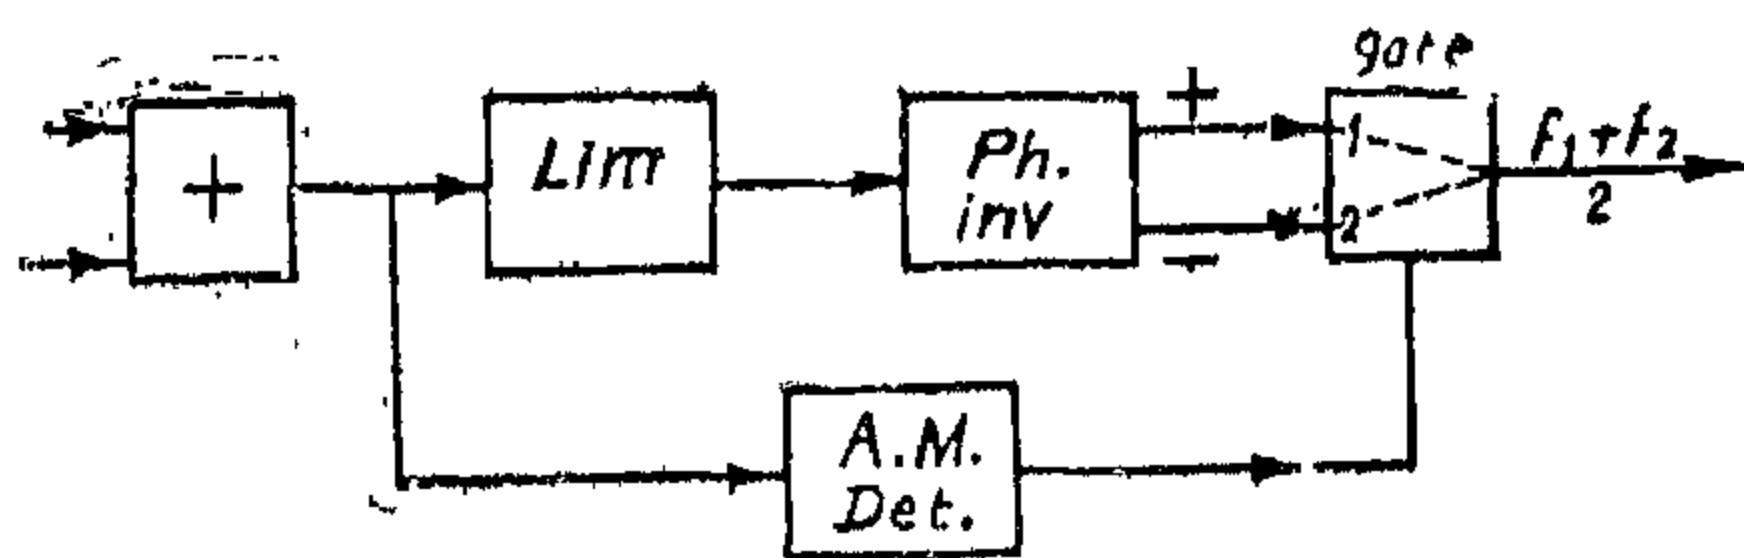 gate
+
Lim
Ph.
inv
+
-
1
2
f₁ + f₂
2
A.M.
Det.